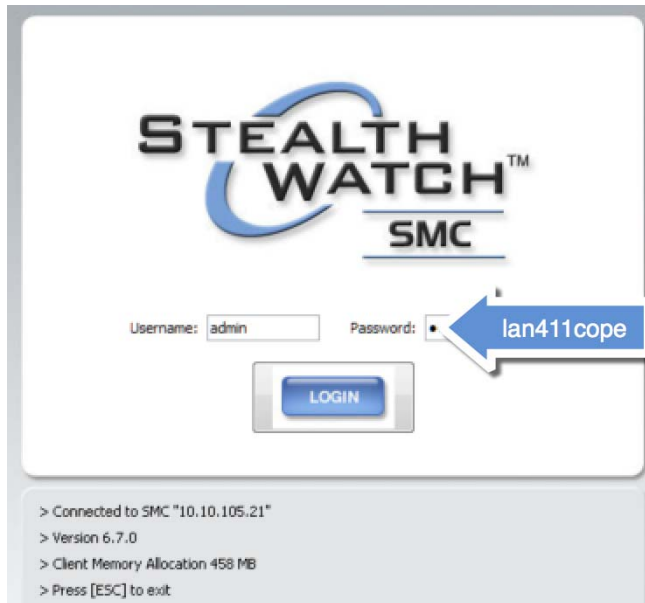 STEALTH
WATCH™
SMC
Username: admin Password: •
lan411cope
LOGIN
> Connected to SMC "10.10.105.21"
> Version 6.7.0
> Client Memory Allocation 458 MB
> Press [ESC] to exit